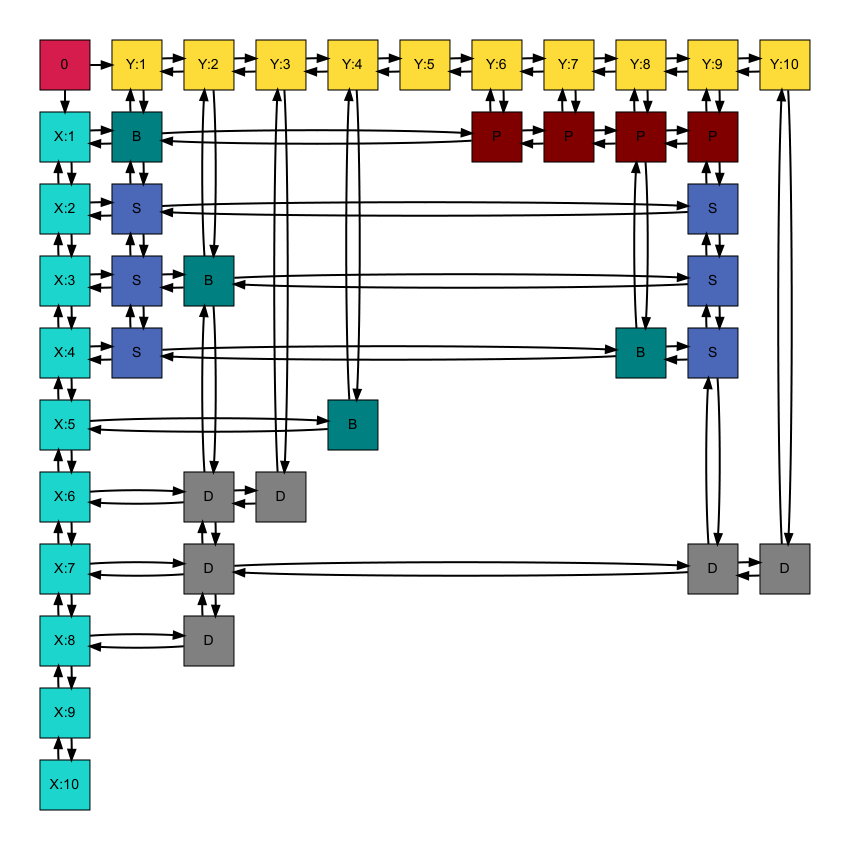 0 Y:1 Y:2 Y:3 Y:4 Y:5 Y:6 Y:7 Y:8 Y:9 Y:10
X:1 B P P P P
X:2 S S
X:3 S B S
X:4 S B S
X:5 B
X:6 D D
X:7 D D D
X:8 D
X:9
X:10